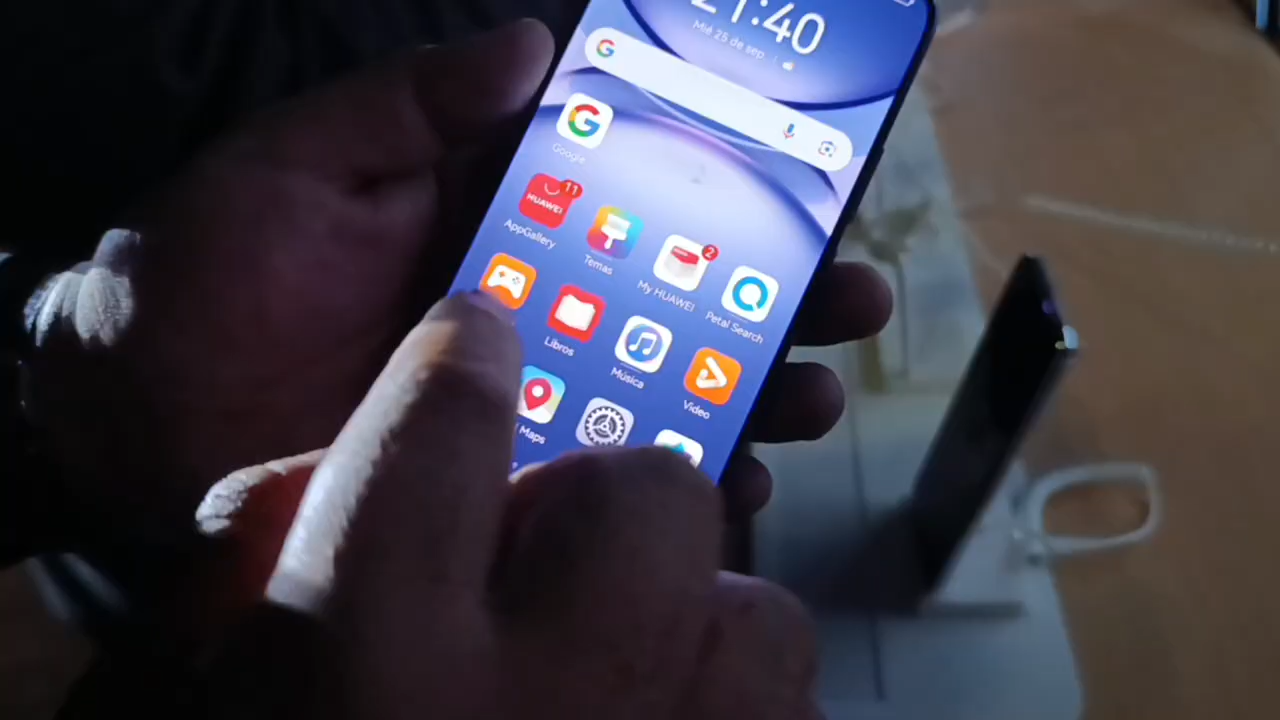 21:40
Mié 25 de sep.
Google
11
HUAWEI
AppGallery
Temas
2
My HUAWEI
Petal Search
Libros
Música
Video
Maps